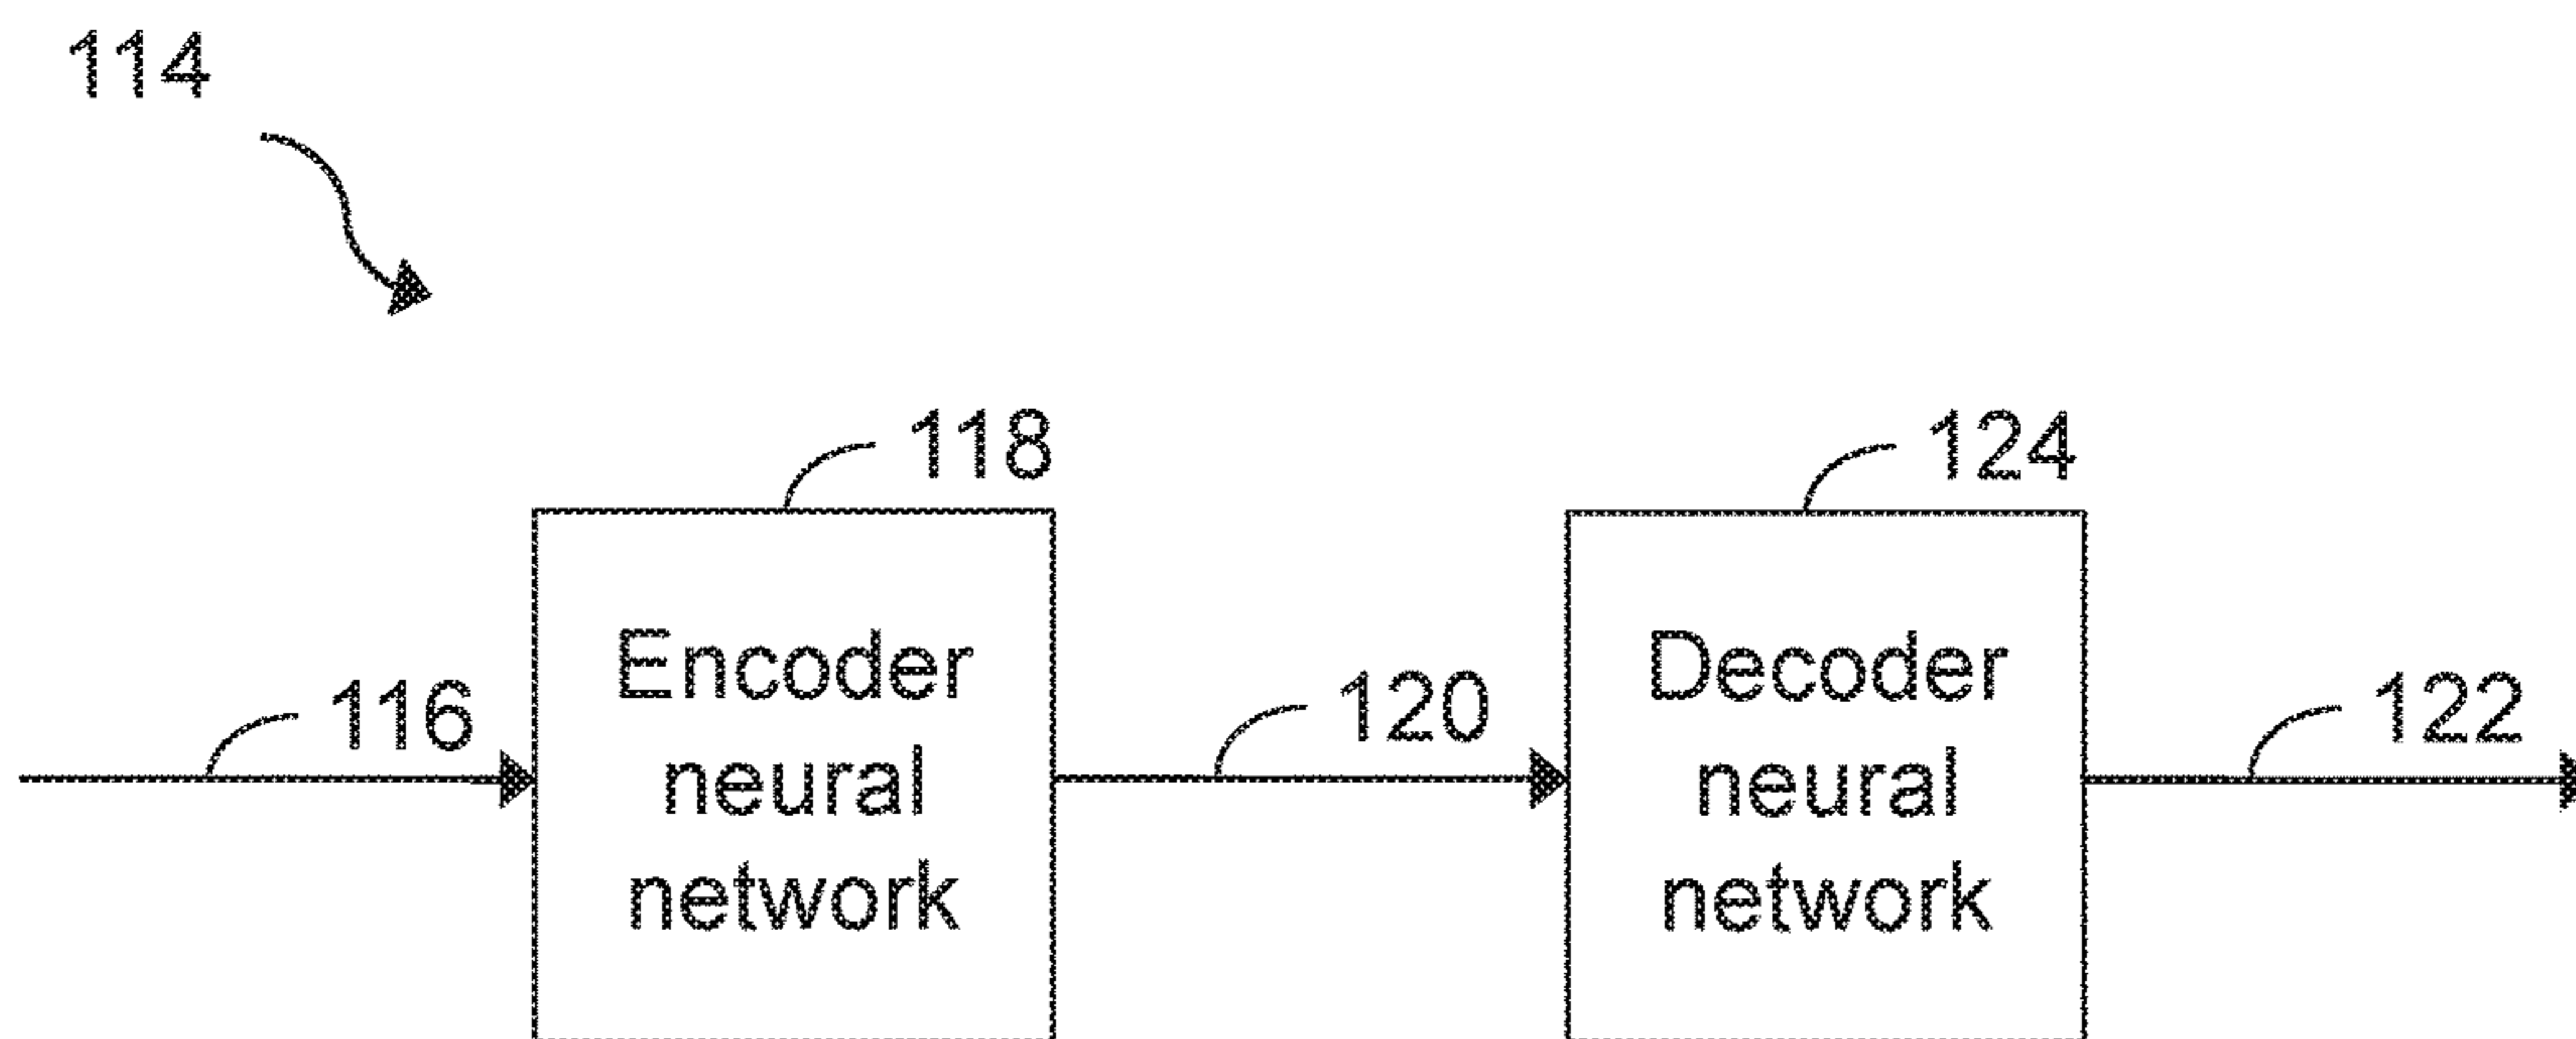 114
118
124
116
Encoder
neural
network
120
Decoder
neural
network
122